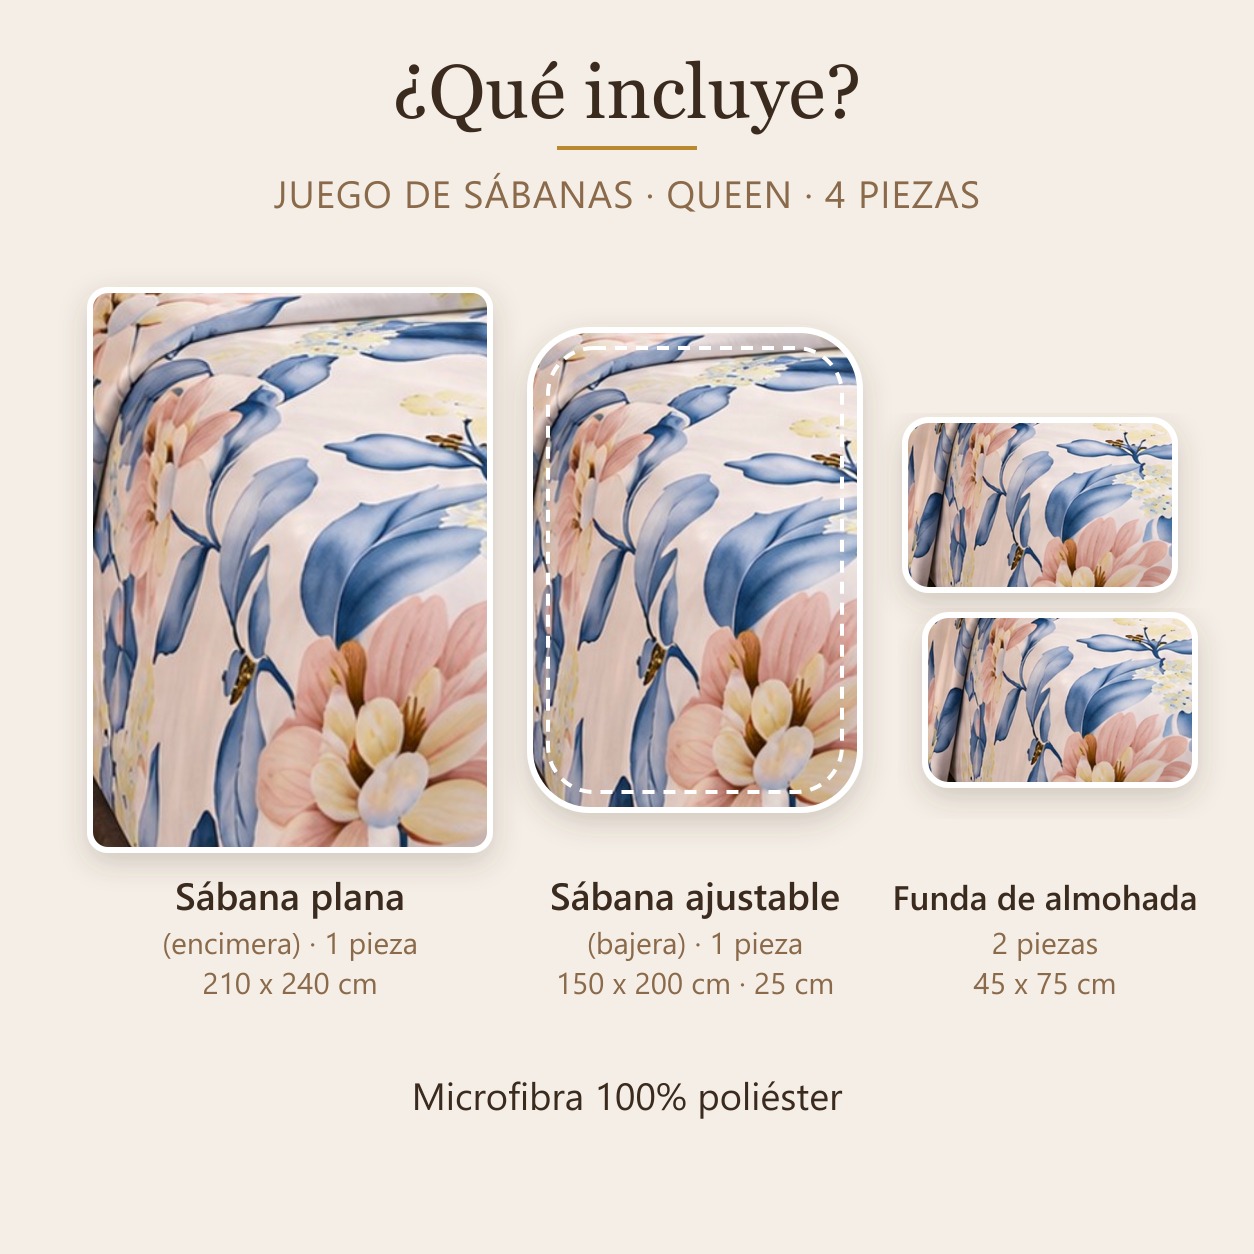 ¿Qué incluye?
JUEGO DE SÁBANAS · QUEEN · 4 PIEZAS
Sábana plana
(encimera) · 1 pieza
210 x 240 cm
Sábana ajustable
(bajera) · 1 pieza
150 x 200 cm · 25 cm
Funda de almohada
2 piezas
45 x 75 cm
Microfibra 100% poliéster